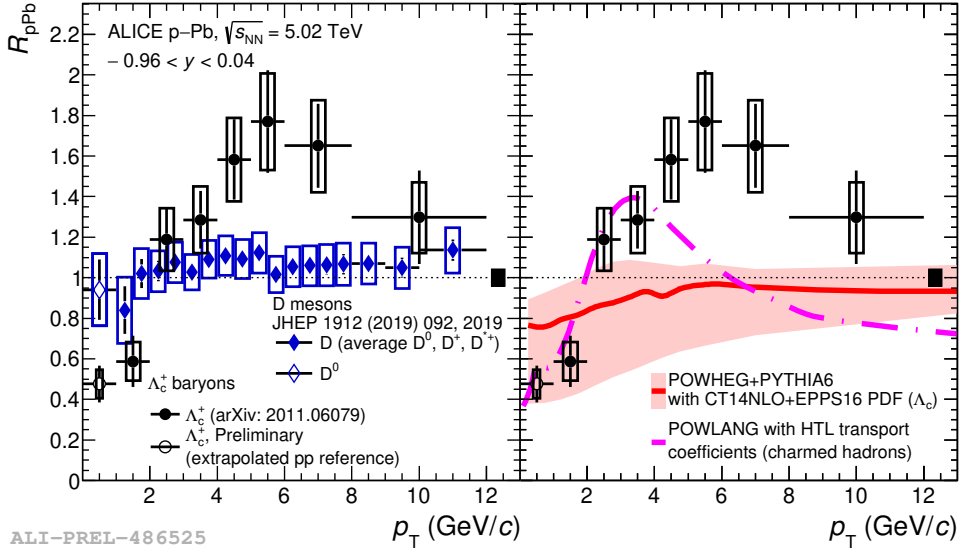 R_pPb
ALICE p−Pb, √s_NN = 5.02 TeV
− 0.96 < y < 0.04
2.2
2
1.8
1.6
1.4
1.2
1
0.8
0.6
0.4
0.2
0
D mesons
JHEP 1912 (2019) 092, 2019
D (average D⁰, D⁺, D*⁺)
D⁰
Λ_c⁺ baryons
Λ_c⁺ (arXiv: 2011.06079)
Λ_c⁺, Preliminary
(extrapolated pp reference)
2 4 6 8 10 12
p_T (GeV/c)
POWHEG+PYTHIA6
with CT14NLO+EPPS16 PDF (Λ_c)
POWLANG with HTL transport
coefficients (charmed hadrons)
2 4 6 8 10 12
p_T (GeV/c)
ALI−PREL−486525